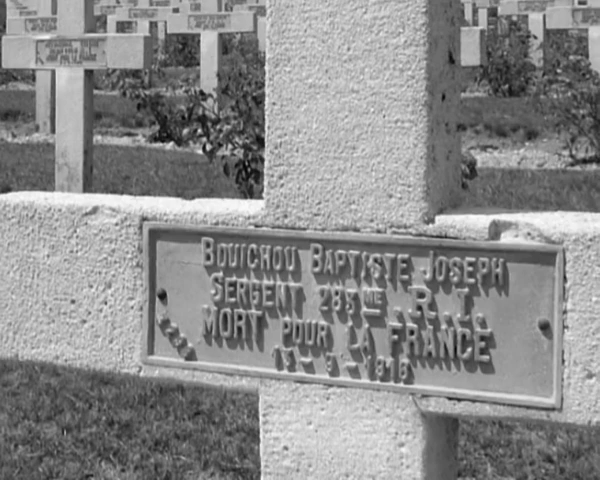 BOUICHOU BAPTISTE JOSEPH
SERGENT 285ME R.I.
MORT POUR LA FRANCE